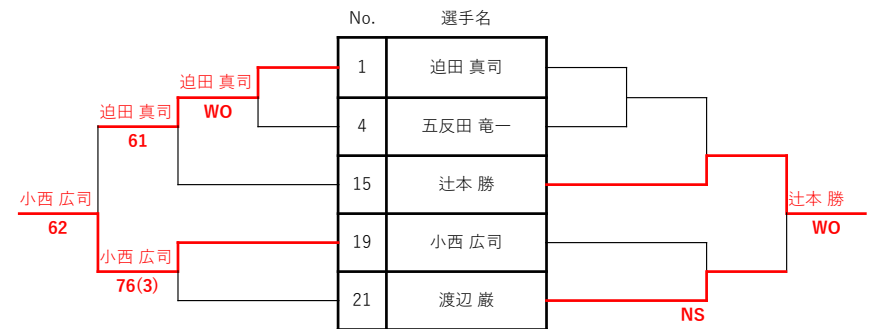 No. 選手名
1 迫田 真司
迫田 真司
WO
迫田 真司
61
4 五反田 竜一
15 辻本 勝
小西 広司
62
辻本 勝
WO
19 小西 広司
小西 広司
76(3)
21 渡辺 巌
NS